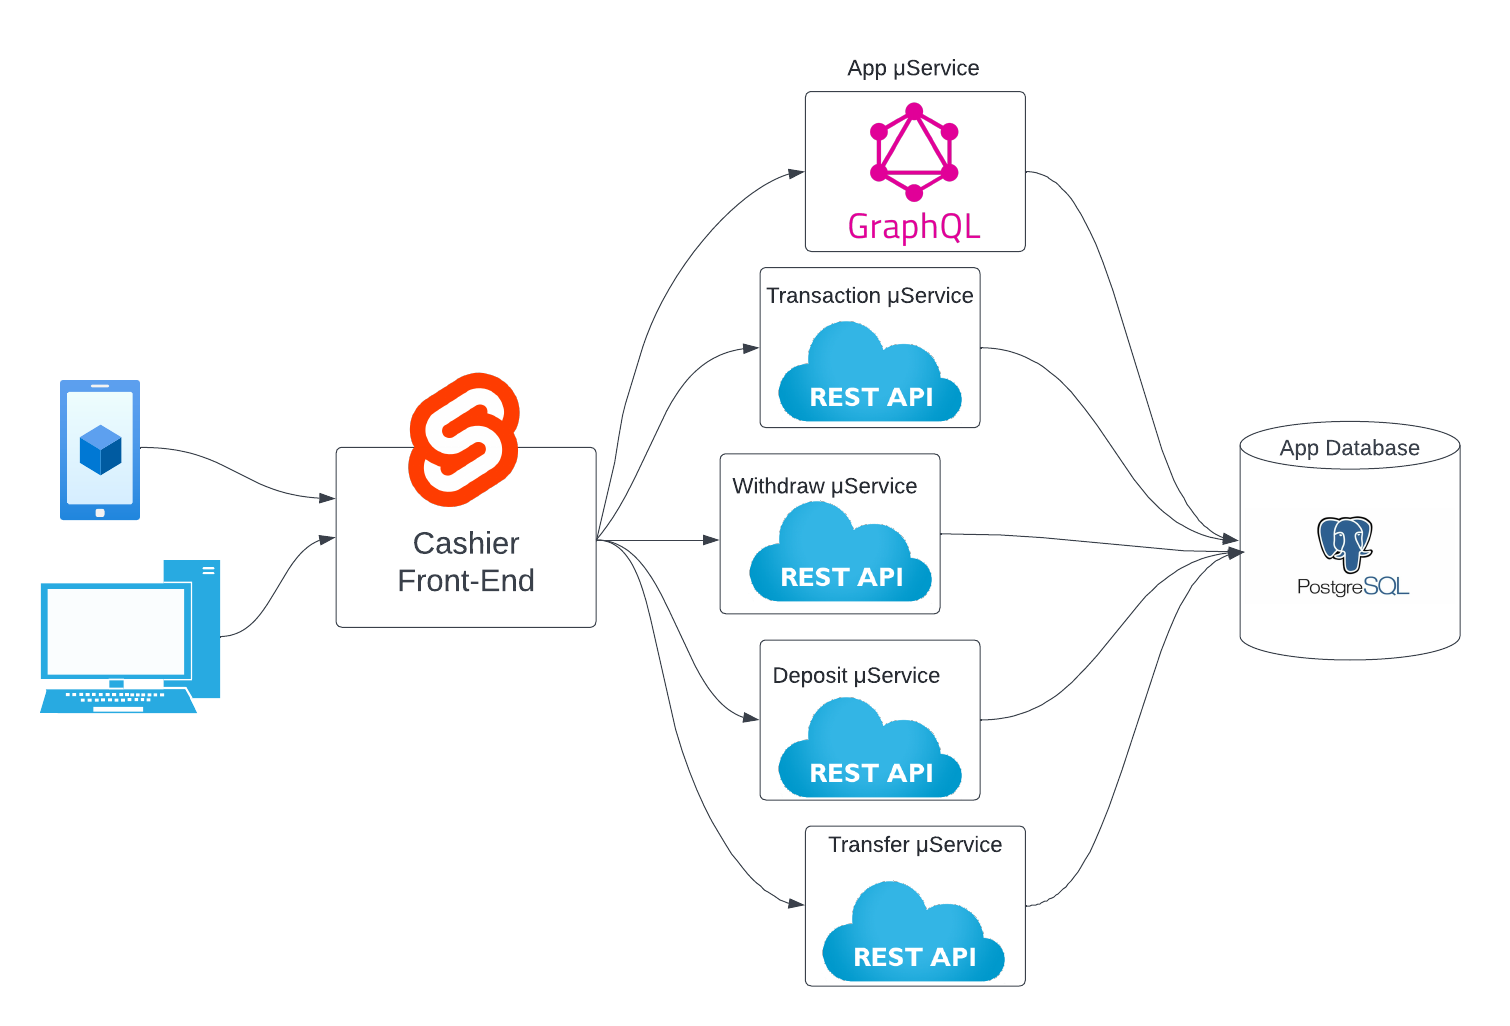 App µService
GraphQL
Transaction µService
REST API
Withdraw µService
REST API
Deposit µService
REST API
Transfer µService
REST API
Cashier
Front-End
App Database
PostgreSQL